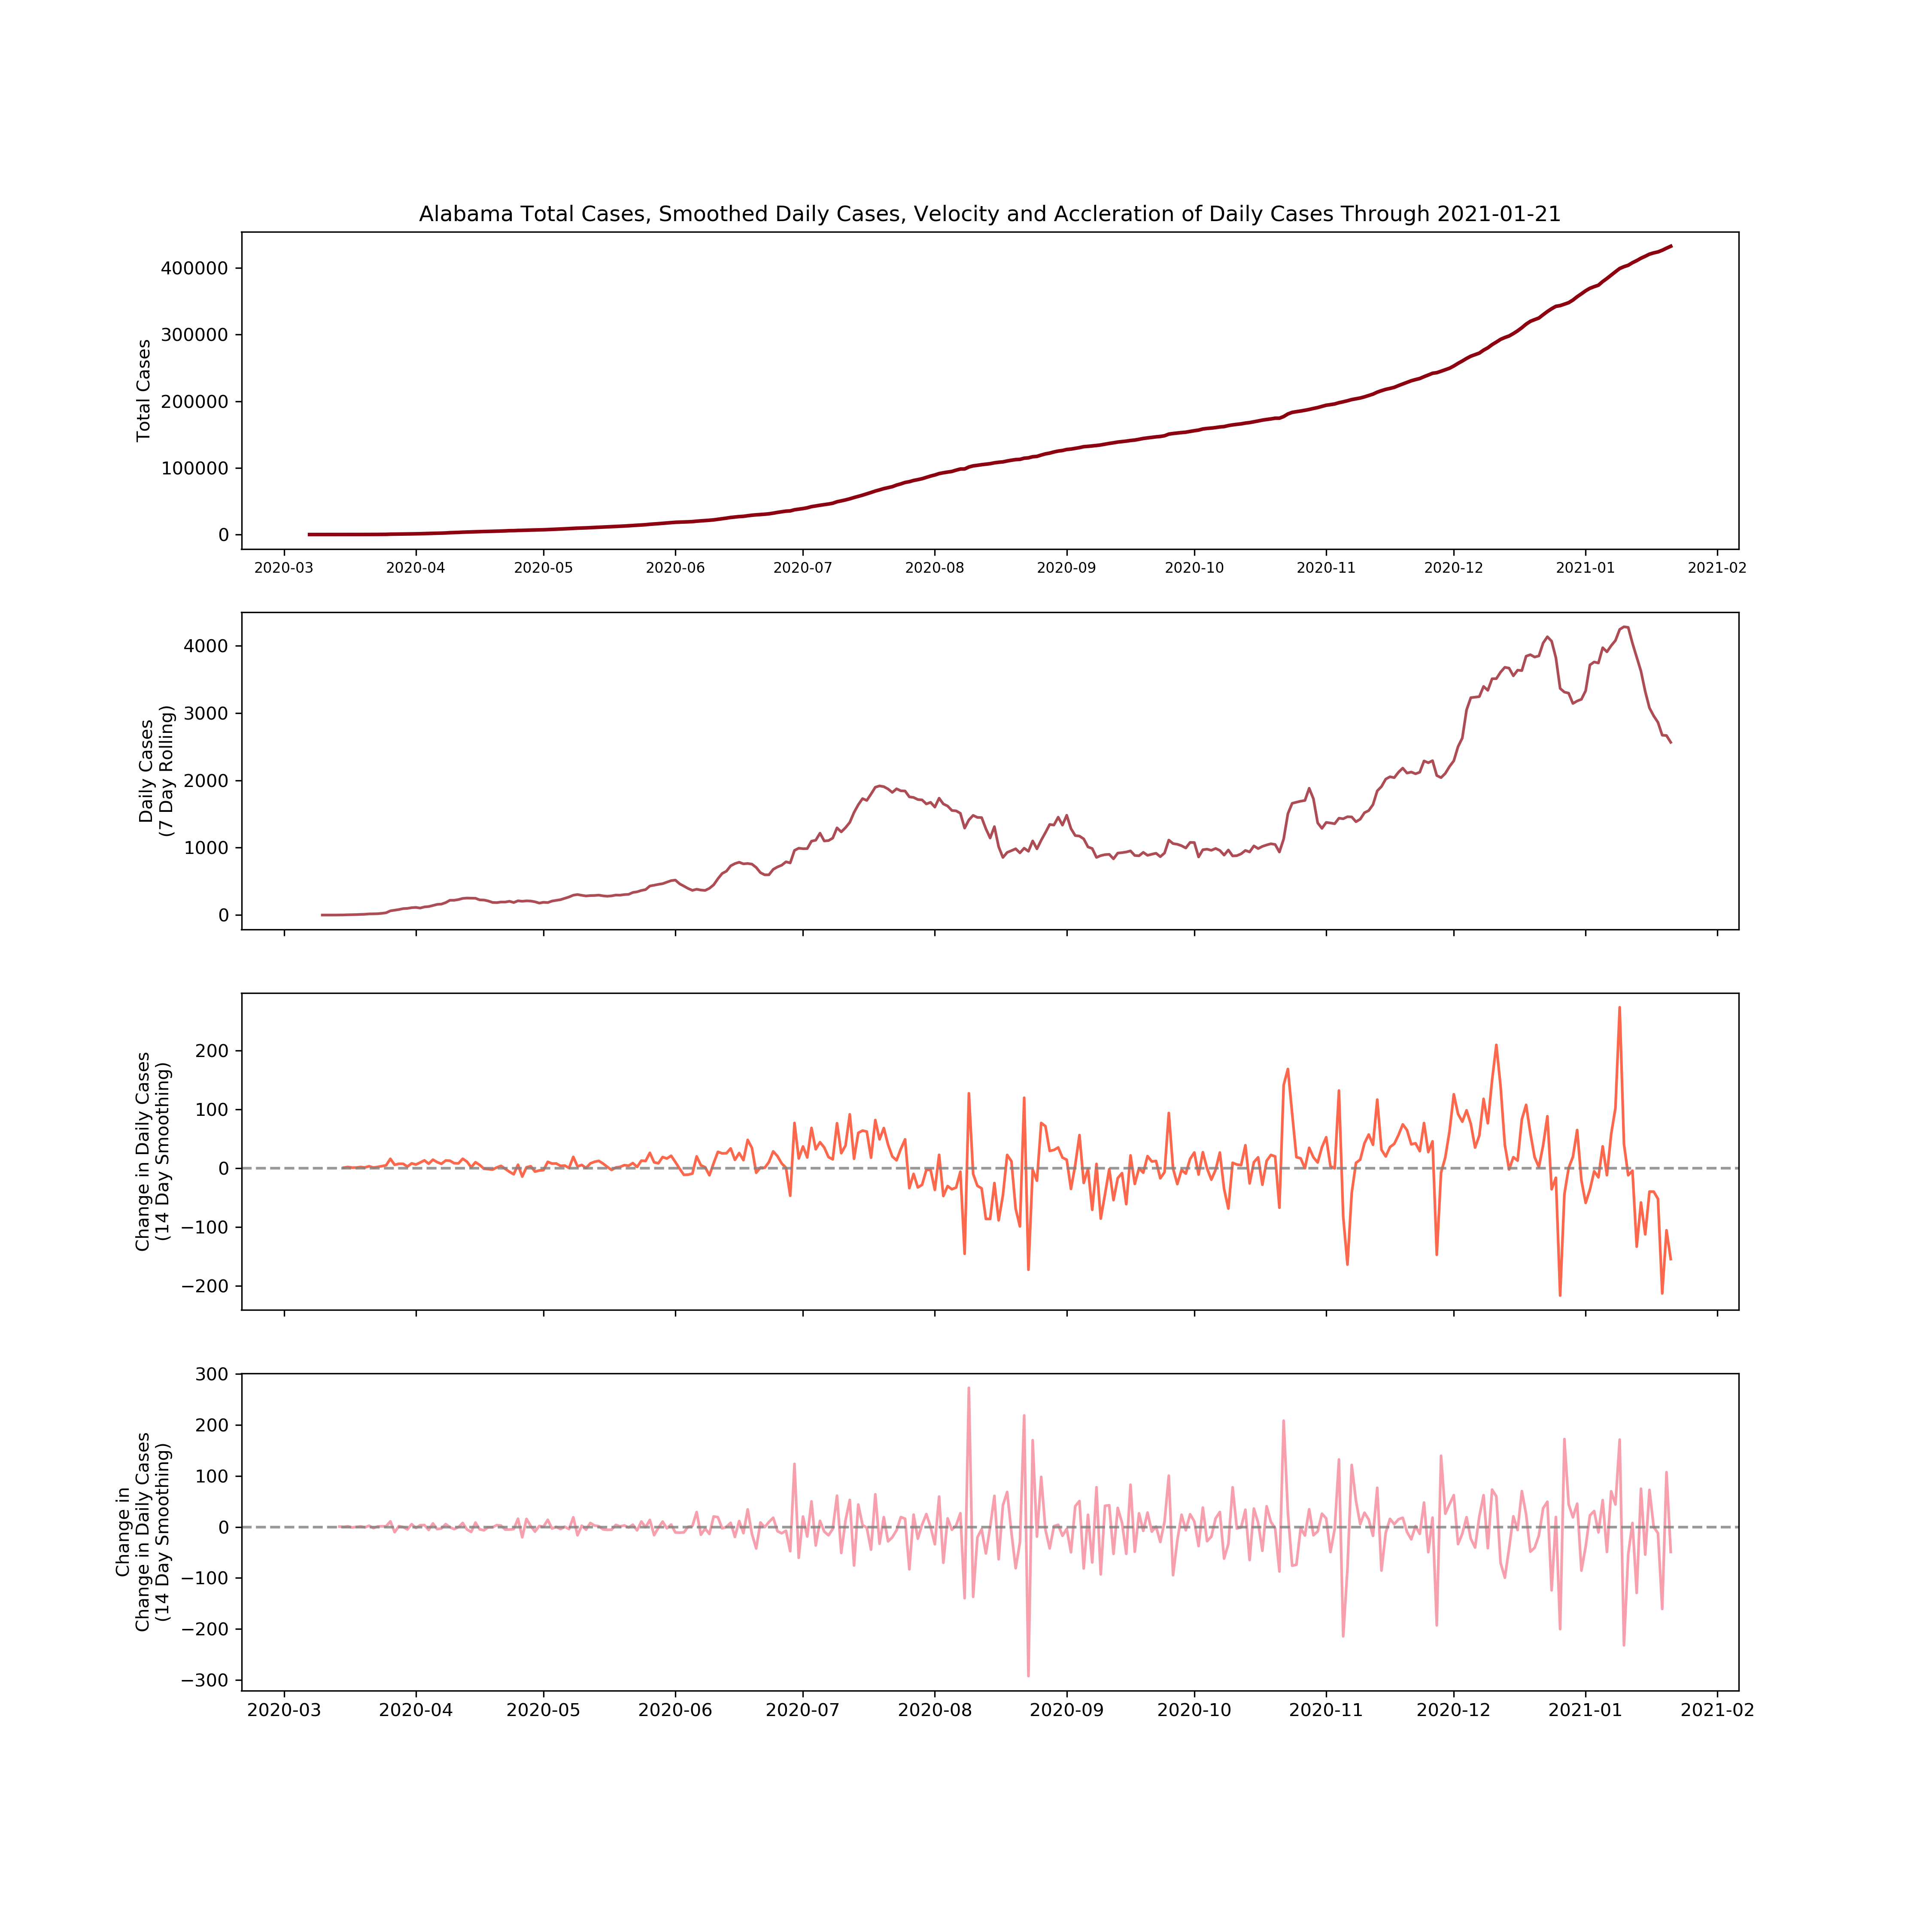 Alabama Total Cases, Smoothed Daily Cases, Velocity and Accleration of Daily Cases Through 2021-01-21
Total Cases
400000
300000
200000
100000
0
2020-03 2020-04 2020-05 2020-06 2020-07 2020-08 2020-09 2020-10 2020-11 2020-12 2021-01 2021-02
Daily Cases
(7 Day Rolling)
4000
3000
2000
1000
0
Change in Daily Cases
(14 Day Smoothing)
200
100
0
−100
−200
Change in
Change in Daily Cases
(14 Day Smoothing)
300
200
100
0
−100
−200
−300
2020-03 2020-04 2020-05 2020-06 2020-07 2020-08 2020-09 2020-10 2020-11 2020-12 2021-01 2021-02